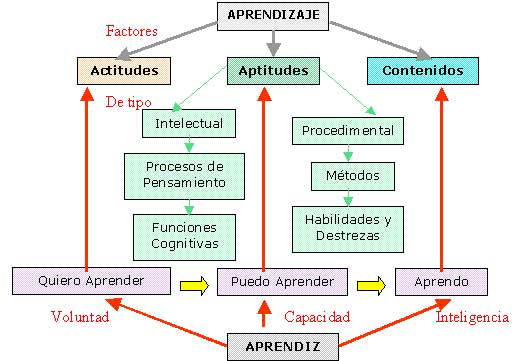 APRENDIZAJE
Factores
Actitudes
Aptitudes
Contenidos
De tipo
Intelectual
Procedimental
Procesos de
Pensamiento
Métodos
Funciones
Cognitivas
Habilidades y
Destrezas
Quiero Aprender
Puedo Aprender
Aprendo
Voluntad
Capacidad
Inteligencia
APRENDIZ